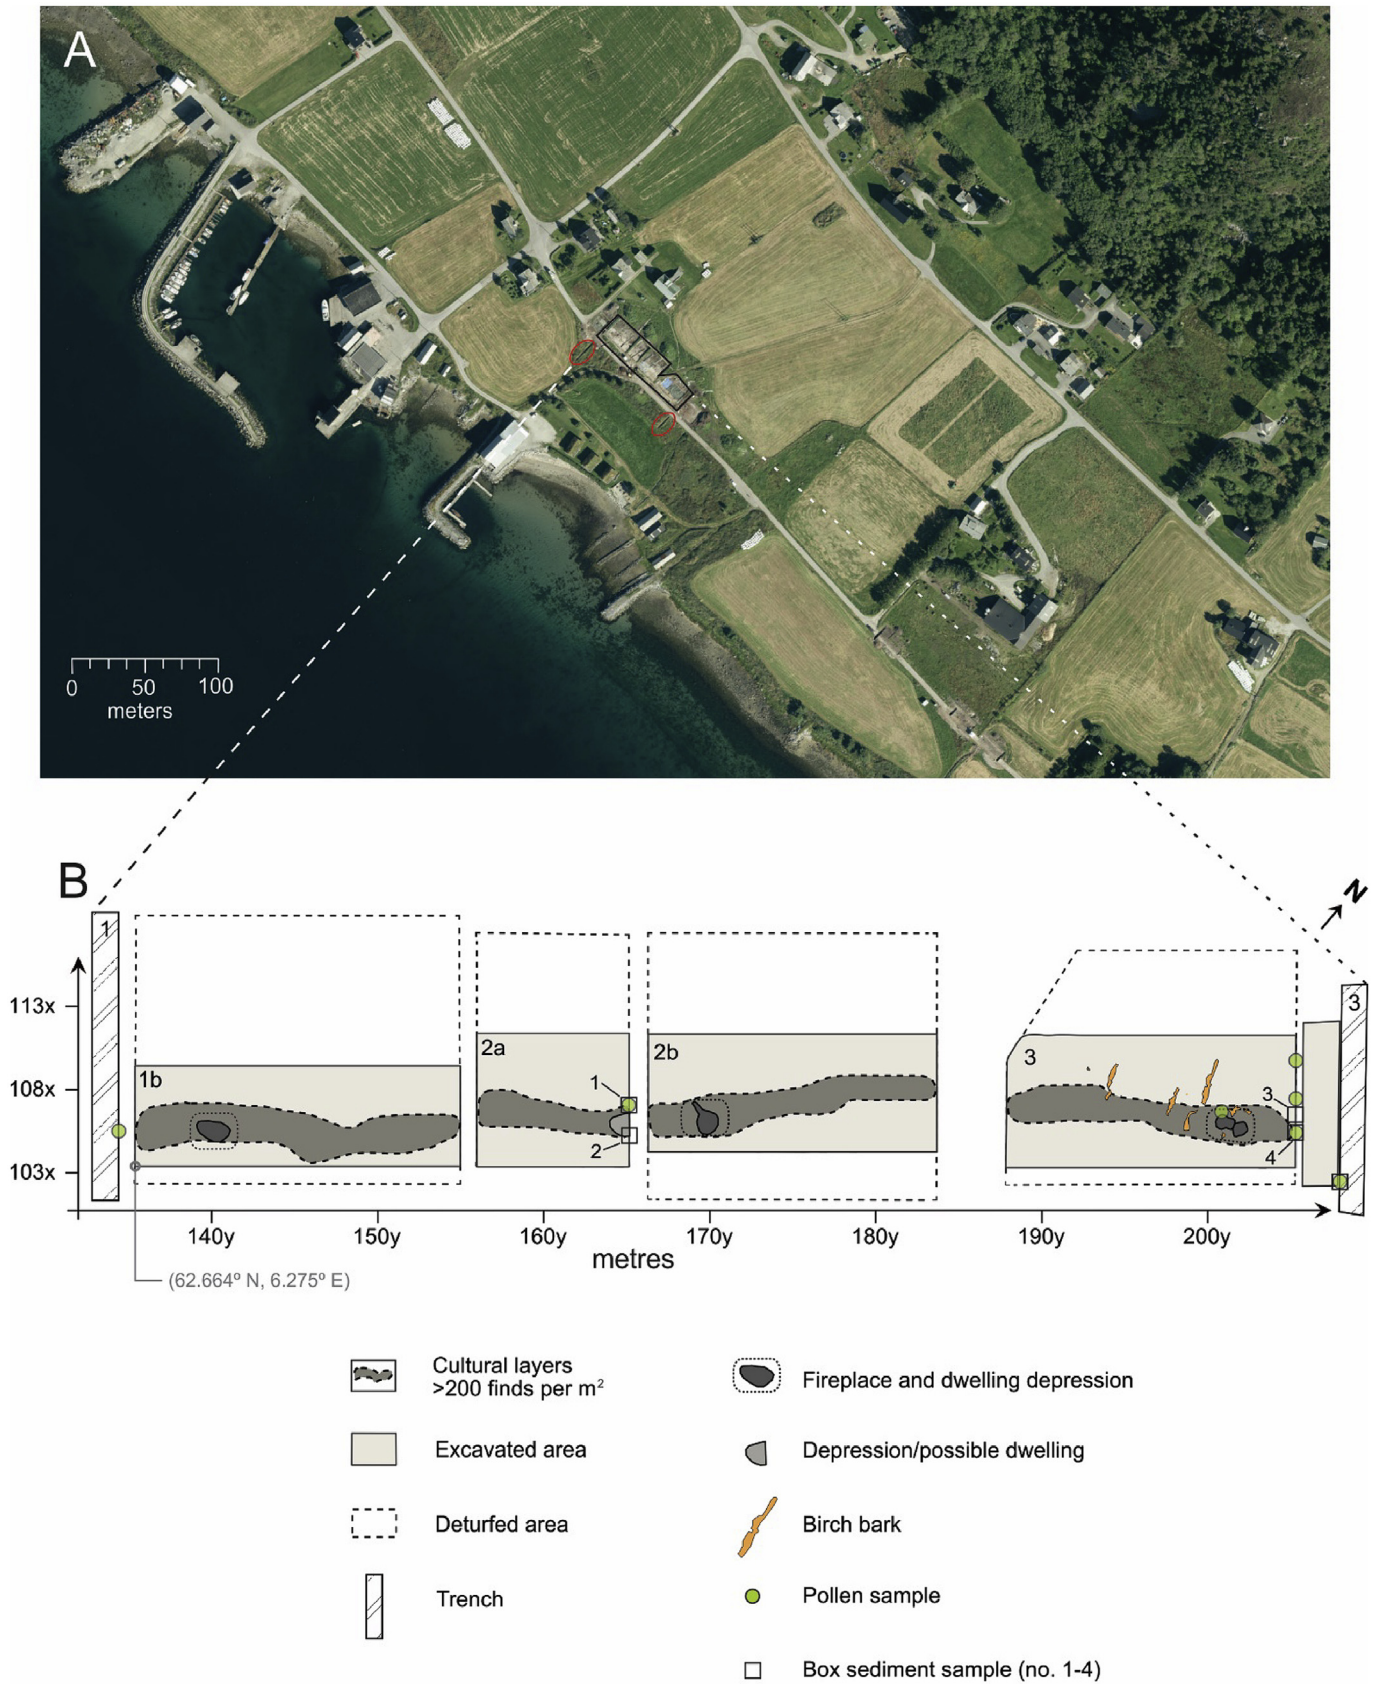 A
0 50 100
meters
B
N
1
3
113x
108x
103x
1b
2a
1
2
2b
3
3
4
140y 150y 160y 170y 180y 190y 200y
metres
(62.664º N, 6.275º E)
Cultural layers
>200 finds per m²
Excavated area
Deturfed area
Trench
Fireplace and dwelling depression
Depression/possible dwelling
Birch bark
Pollen sample
Box sediment sample (no. 1-4)